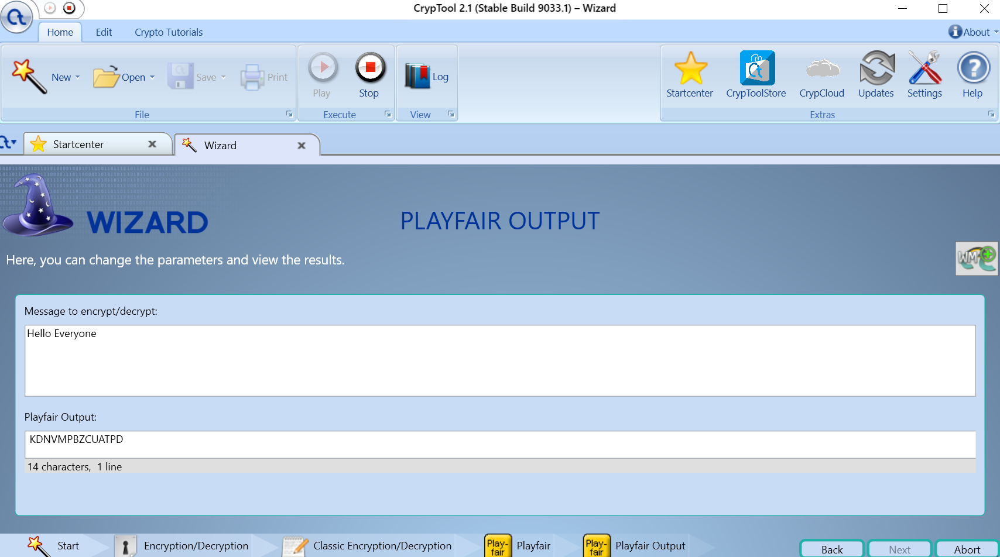 CrypTool 2.1 (Stable Build 9033.1) – Wizard
Home Edit Crypto Tutorials About
New Open Save Print Play Stop Log Startcenter CrypToolStore CrypCloud Updates Settings Help
File Execute View Extras
Startcenter Wizard
WIZARD
PLAYFAIR OUTPUT
Here, you can change the parameters and view the results.
WM
Message to encrypt/decrypt:
Hello Everyone
Playfair Output:
KDNVMPBZCUATPD
14 characters, 1 line
Start Encryption/Decryption Classic Encryption/Decryption Play-fair Playfair Play-fair Playfair Output Back Next Abort